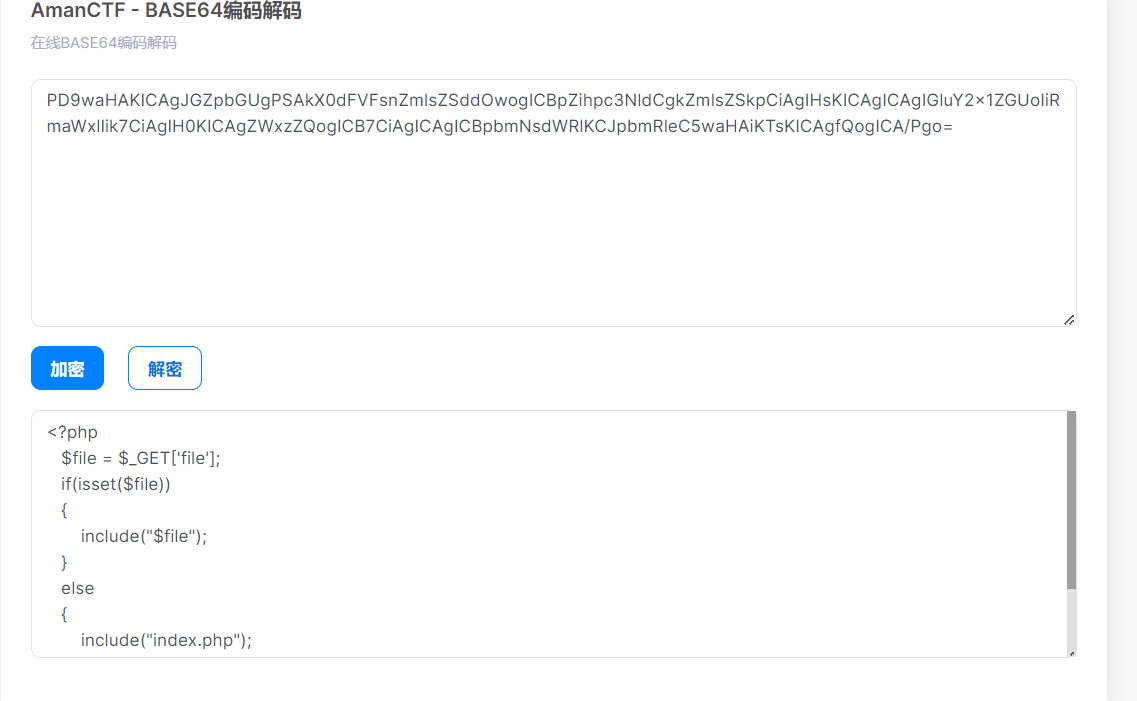 AmanCTF - BASE64编码解码
在线BASE64编码解码
PD9waHAKICAgJGZpbGUgPSAkX0dFVFsnZmlsZSddOwogICBpZihpc3NldCgkZmlsZSkpCiAgIHsKICAgICAgIGluY2x1ZGUoIiR
maWxlIik7CiAgIH0KICAgZWxzZQogICB7CiAgICAgICBpbmNsdWRlKCJpbmRleC5waHAiKTsKICAgfQogICA/Pgo=
加密
解密
<?php
$file = $_GET['file'];
if(isset($file))
{
include("$file");
}
else
{
include("index.php");